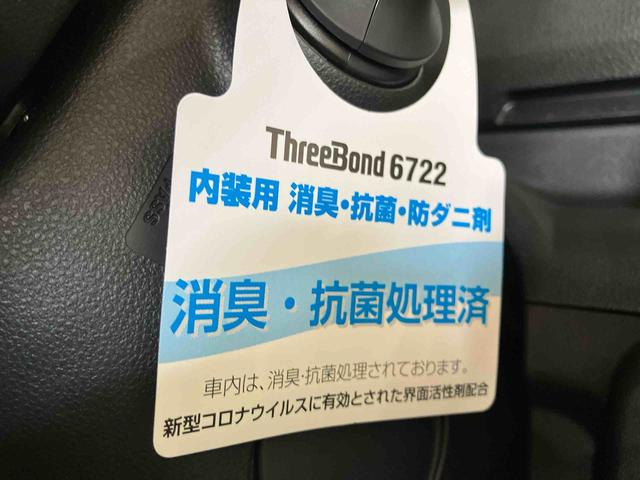 ThreeBond 6722
内装用 消臭・抗菌・防ダニ剤
消臭・抗菌処理済
車内は、消臭・抗菌処理されております。
新型コロナウイルスに有効とされた界面活性剤配合